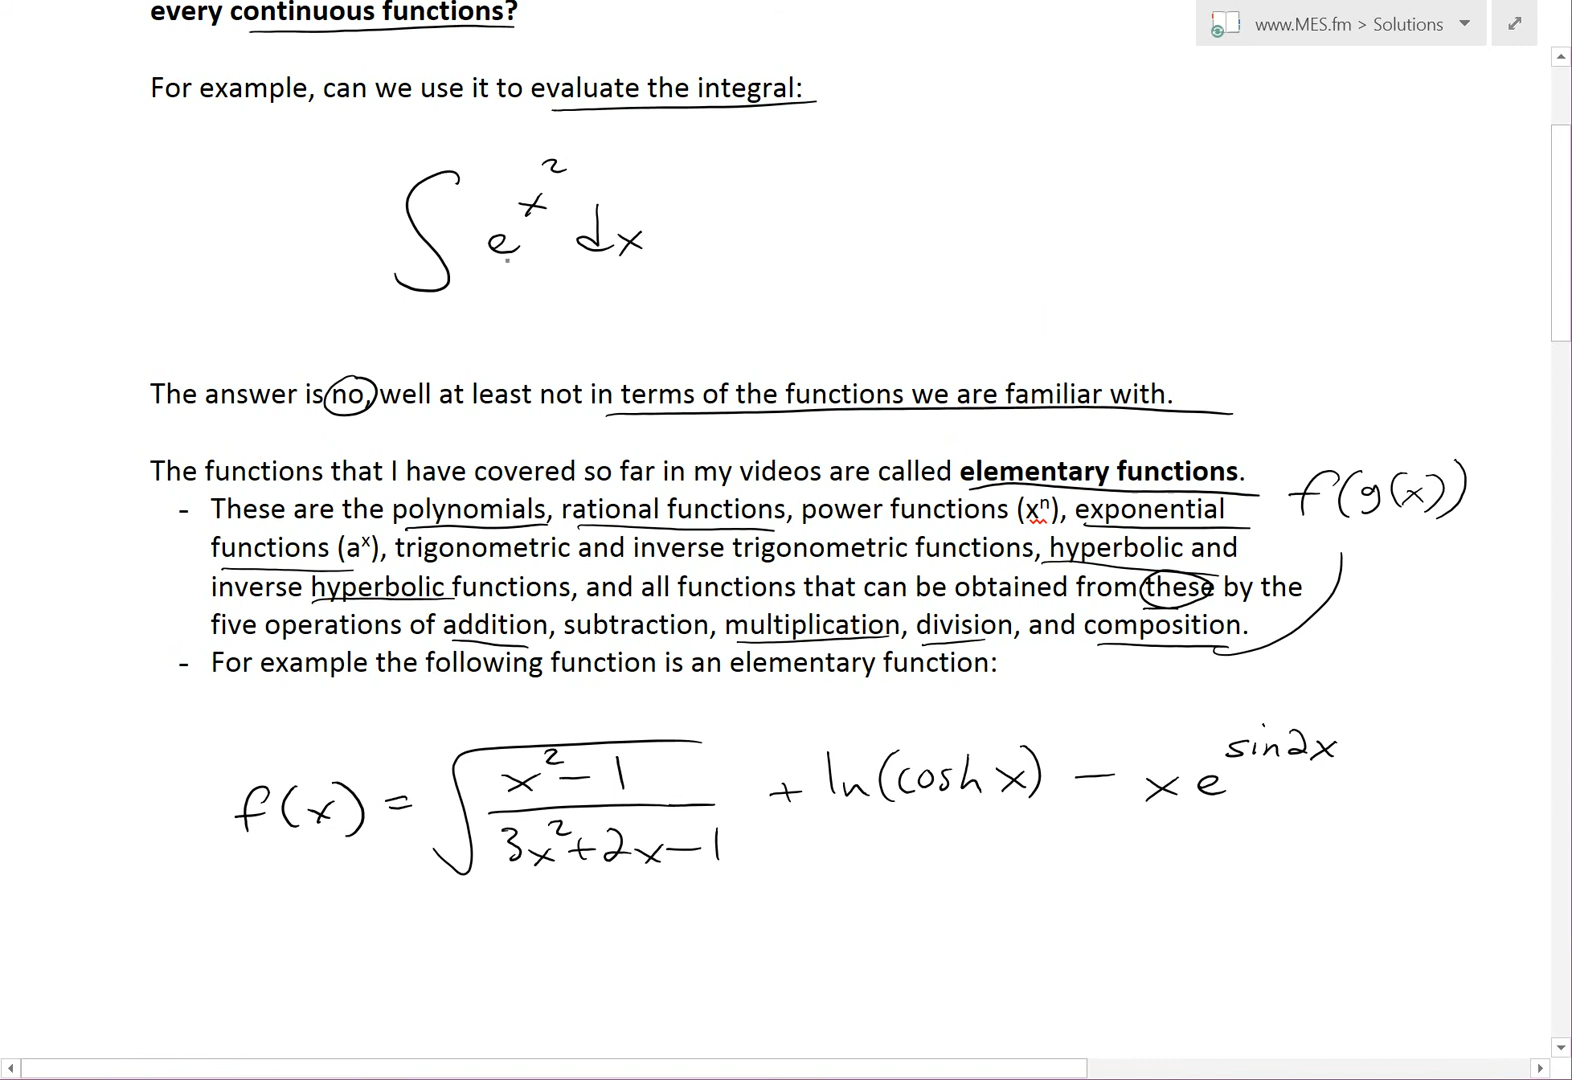 every continuous functions?
www.MES.fm > Solutions
For example, can we use it to evaluate the integral:
∫ e^x^2 dx
The answer is no, well at least not in terms of the functions we are familiar with.
The functions that I have covered so far in my videos are called elementary functions.
f(g(x))
- These are the polynomials, rational functions, power functions (xⁿ), exponential
functions (aˣ), trigonometric and inverse trigonometric functions, hyperbolic and
inverse hyperbolic functions, and all functions that can be obtained from these by the
five operations of addition, subtraction, multiplication, division, and composition.
- For example the following function is an elementary function:
f(x) = √((x²-1)/(3x²+2x-1)) + ln(cosh x) - x e^sin2x